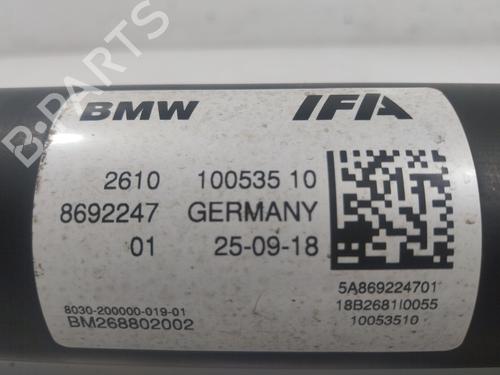 B-PARTS
BMW IFA
2610 100535 10
8692247 GERMANY
01 25-09-18
5A869224701
18B2681I0055
10053510
8030-200000-019-01
BM268802002